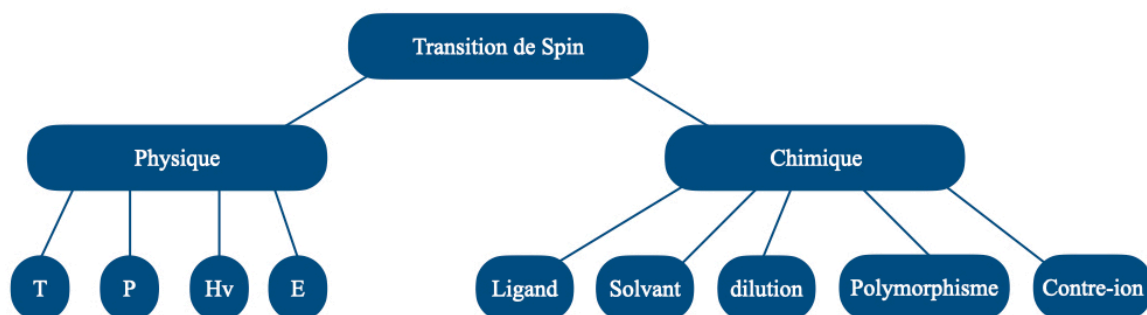 Transition de Spin
Physique
Chimique
T
P
Hv
E
Ligand
Solvant
dilution
Polymorphisme
Contre-ion